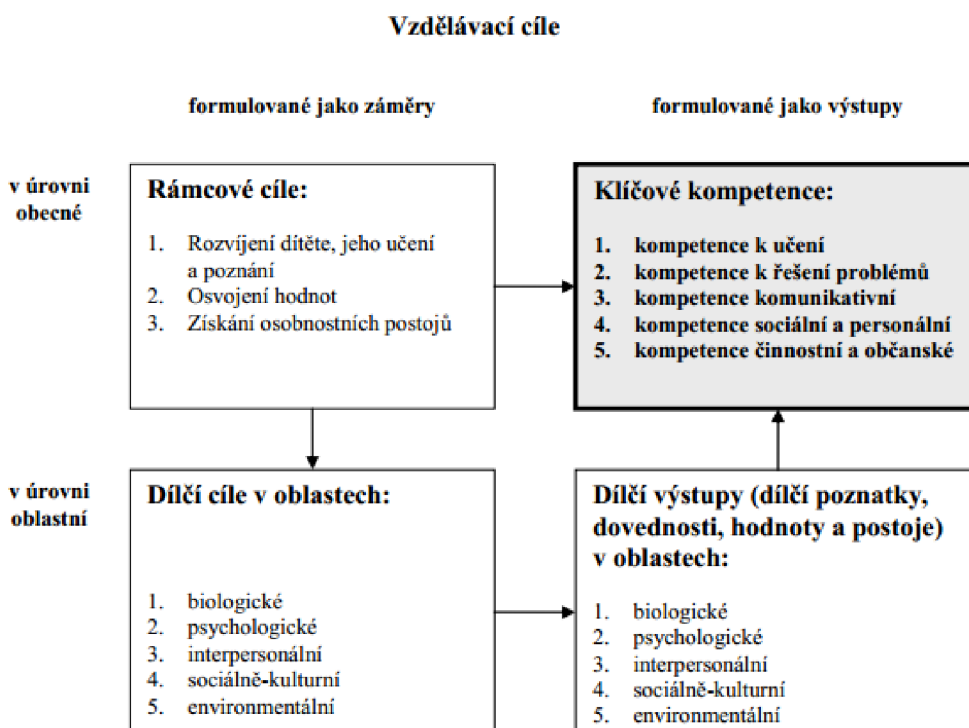 Vzdělávací cíle
formulované jako záměry
formulované jako výstupy
v úrovni
obecné
Rámcové cíle:
1. Rozvíjení dítěte, jeho učení
a poznání
2. Osvojení hodnot
3. Získání osobnostních postojů
Klíčové kompetence:
1. kompetence k učení
2. kompetence k řešení problémů
3. kompetence komunikativní
4. kompetence sociální a personální
5. kompetence činnostní a občanské
v úrovni
oblastní
Dílčí cíle v oblastech:
1. biologické
2. psychologické
3. interpersonální
4. sociálně-kulturní
5. environmentální
Dílčí výstupy (dílčí poznatky,
dovednosti, hodnoty a postoje)
v oblastech:
1. biologické
2. psychologické
3. interpersonální
4. sociálně-kulturní
5. environmentální